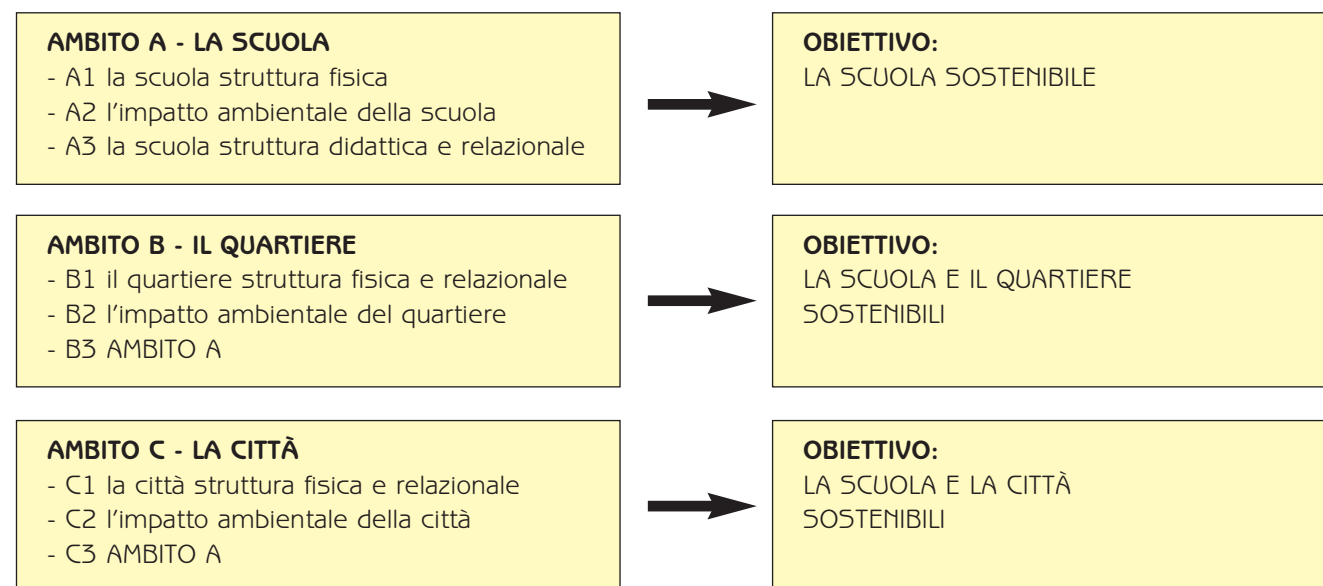 AMBITO A - LA SCUOLA
- A1 la scuola struttura fisica
- A2 l'impatto ambientale della scuola
- A3 la scuola struttura didattica e relazionale
OBIETTIVO:
LA SCUOLA SOSTENIBILE
AMBITO B - IL QUARTIERE
- B1 il quartiere struttura fisica e relazionale
- B2 l'impatto ambientale del quartiere
- B3 AMBITO A
OBIETTIVO:
LA SCUOLA E IL QUARTIERE
SOSTENIBILI
AMBITO C - LA CITTÀ
- C1 la città struttura fisica e relazionale
- C2 l'impatto ambientale della città
- C3 AMBITO A
OBIETTIVO:
LA SCUOLA E LA CITTÀ
SOSTENIBILI